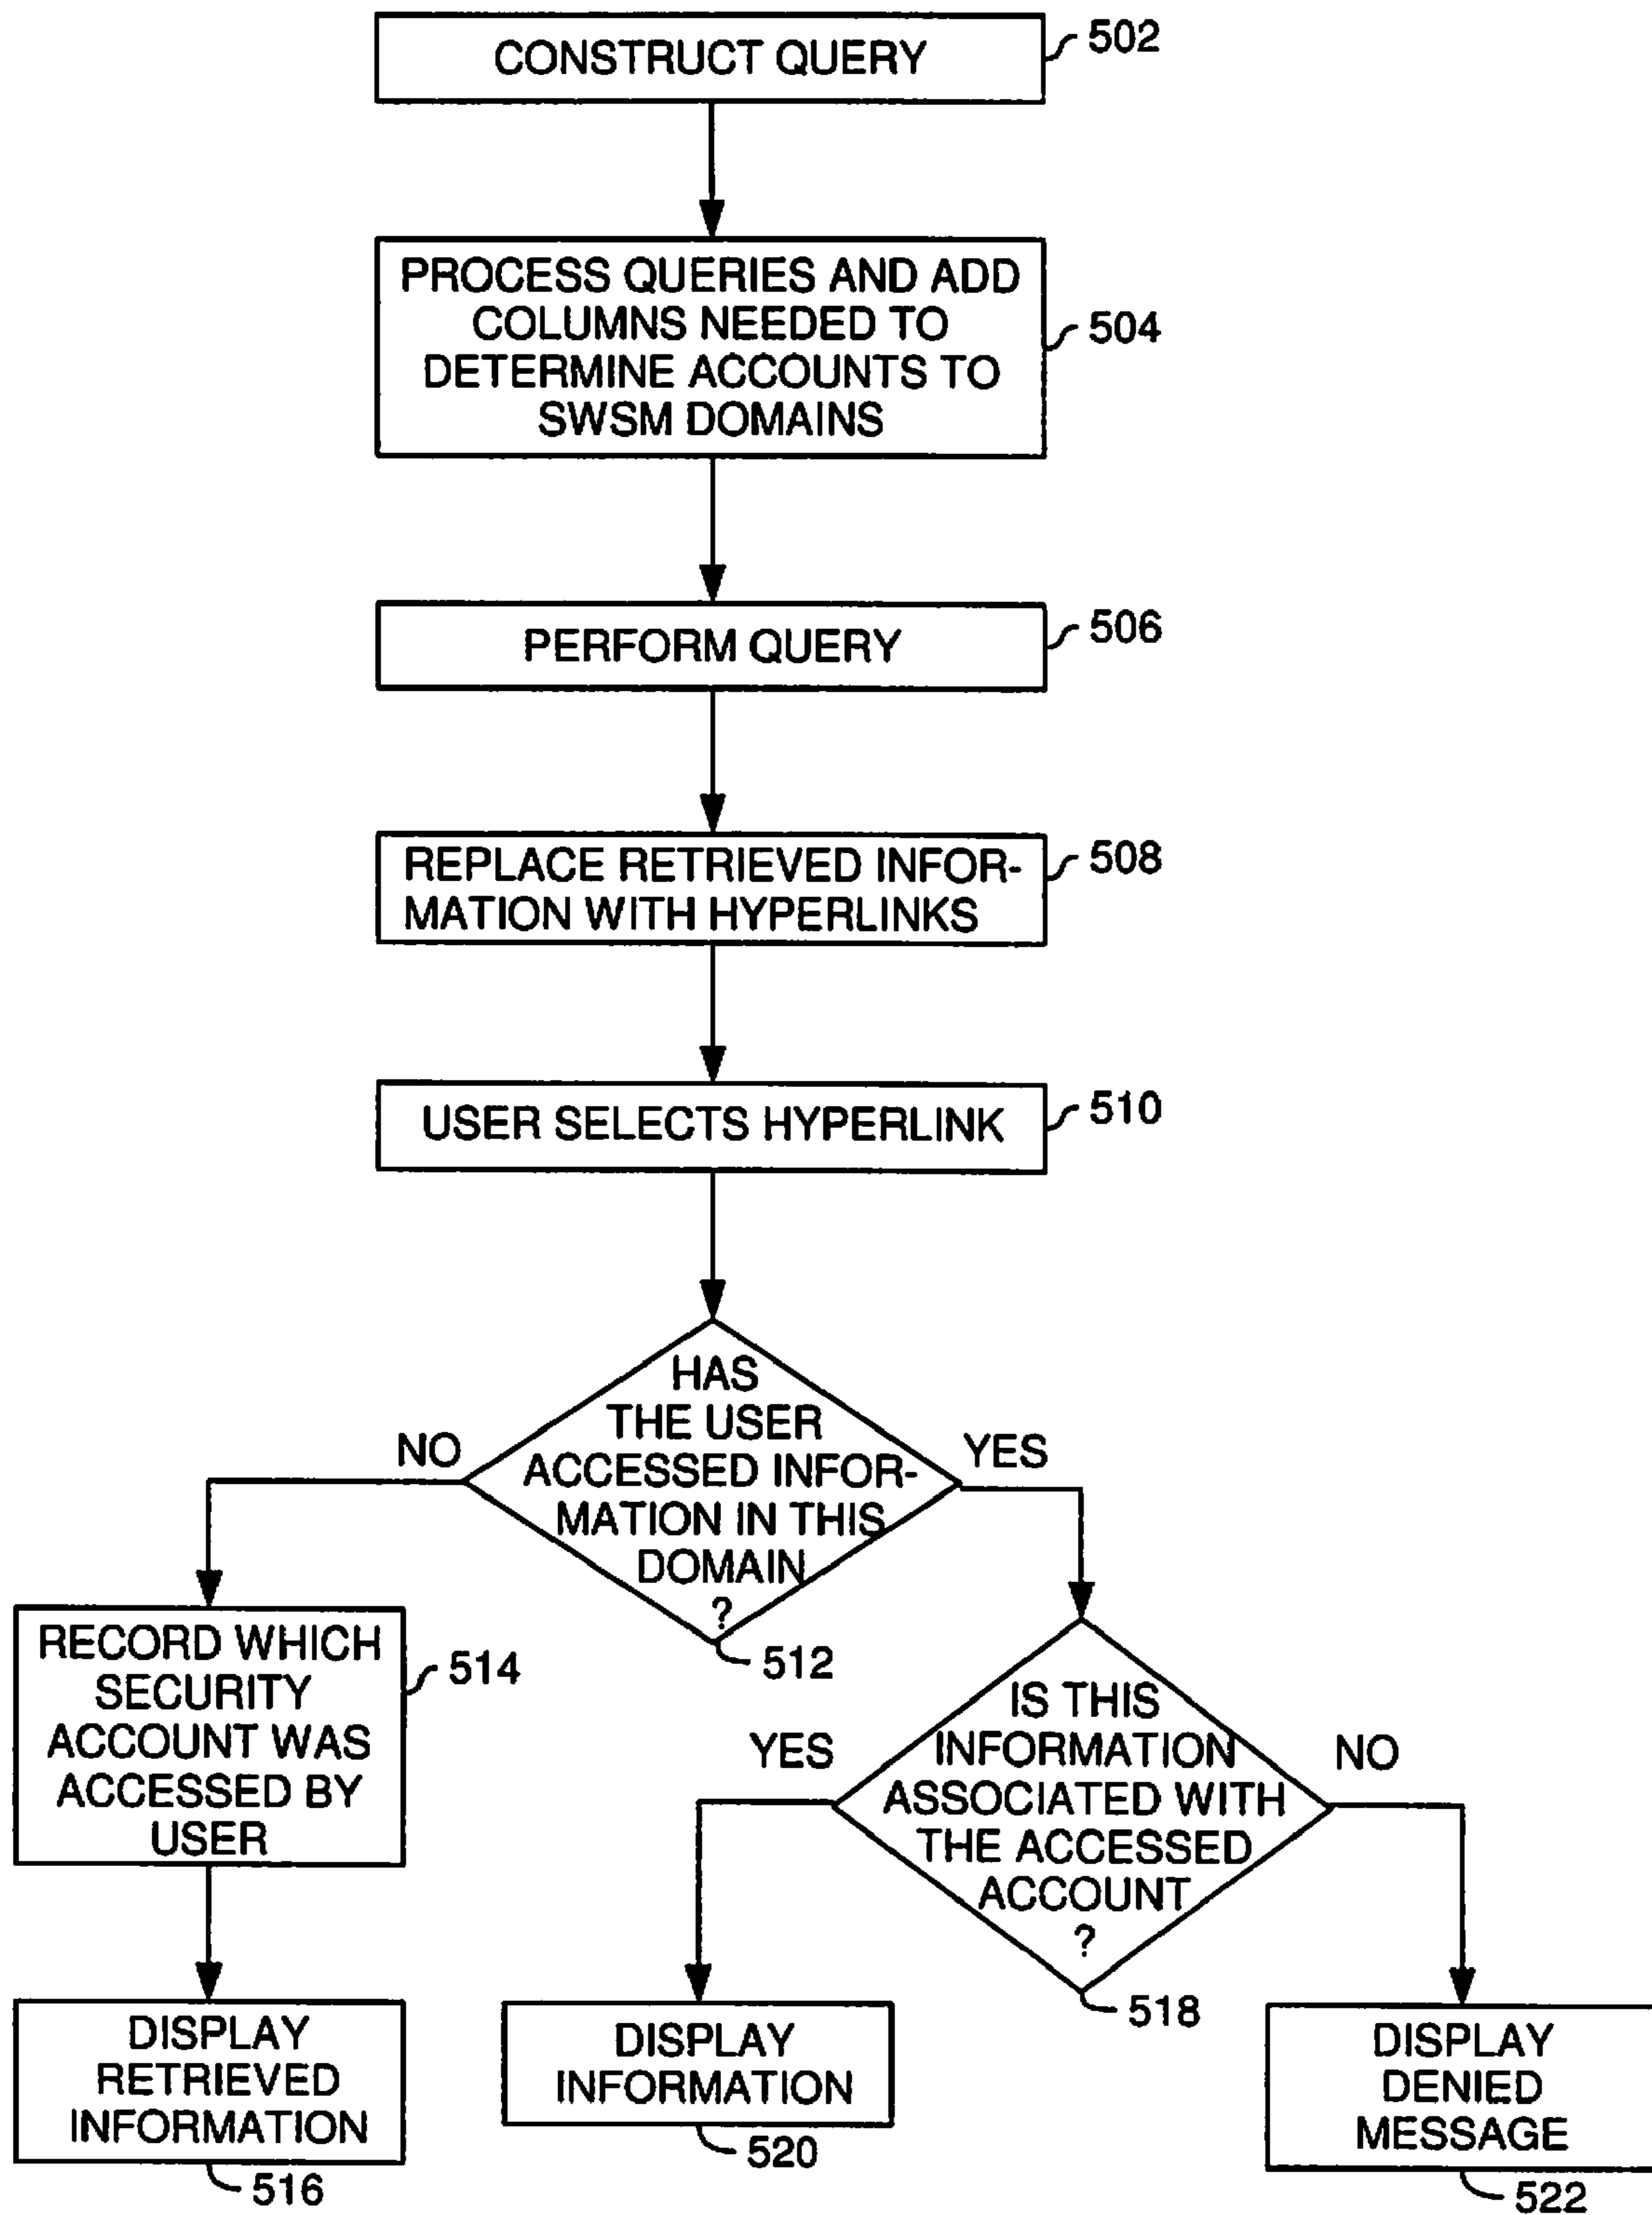 CONSTRUCT QUERY
502
PROCESS QUERIES AND ADD
COLUMNS NEEDED TO
DETERMINE ACCOUNTS TO
SWSM DOMAINS
504
PERFORM QUERY
506
REPLACE RETRIEVED INFOR-
MATION WITH HYPERLINKS
508
USER SELECTS HYPERLINK
510
HAS
THE USER
ACCESSED INFOR-
MATION IN THIS
DOMAIN
?
512
NO
YES
RECORD WHICH
SECURITY
ACCOUNT WAS
ACCESSED BY
USER
514
IS THIS
INFORMATION
ASSOCIATED WITH
THE ACCESSED
ACCOUNT
?
518
YES
NO
DISPLAY
RETRIEVED
INFORMATION
516
DISPLAY
INFORMATION
520
DISPLAY
DENIED
MESSAGE
522